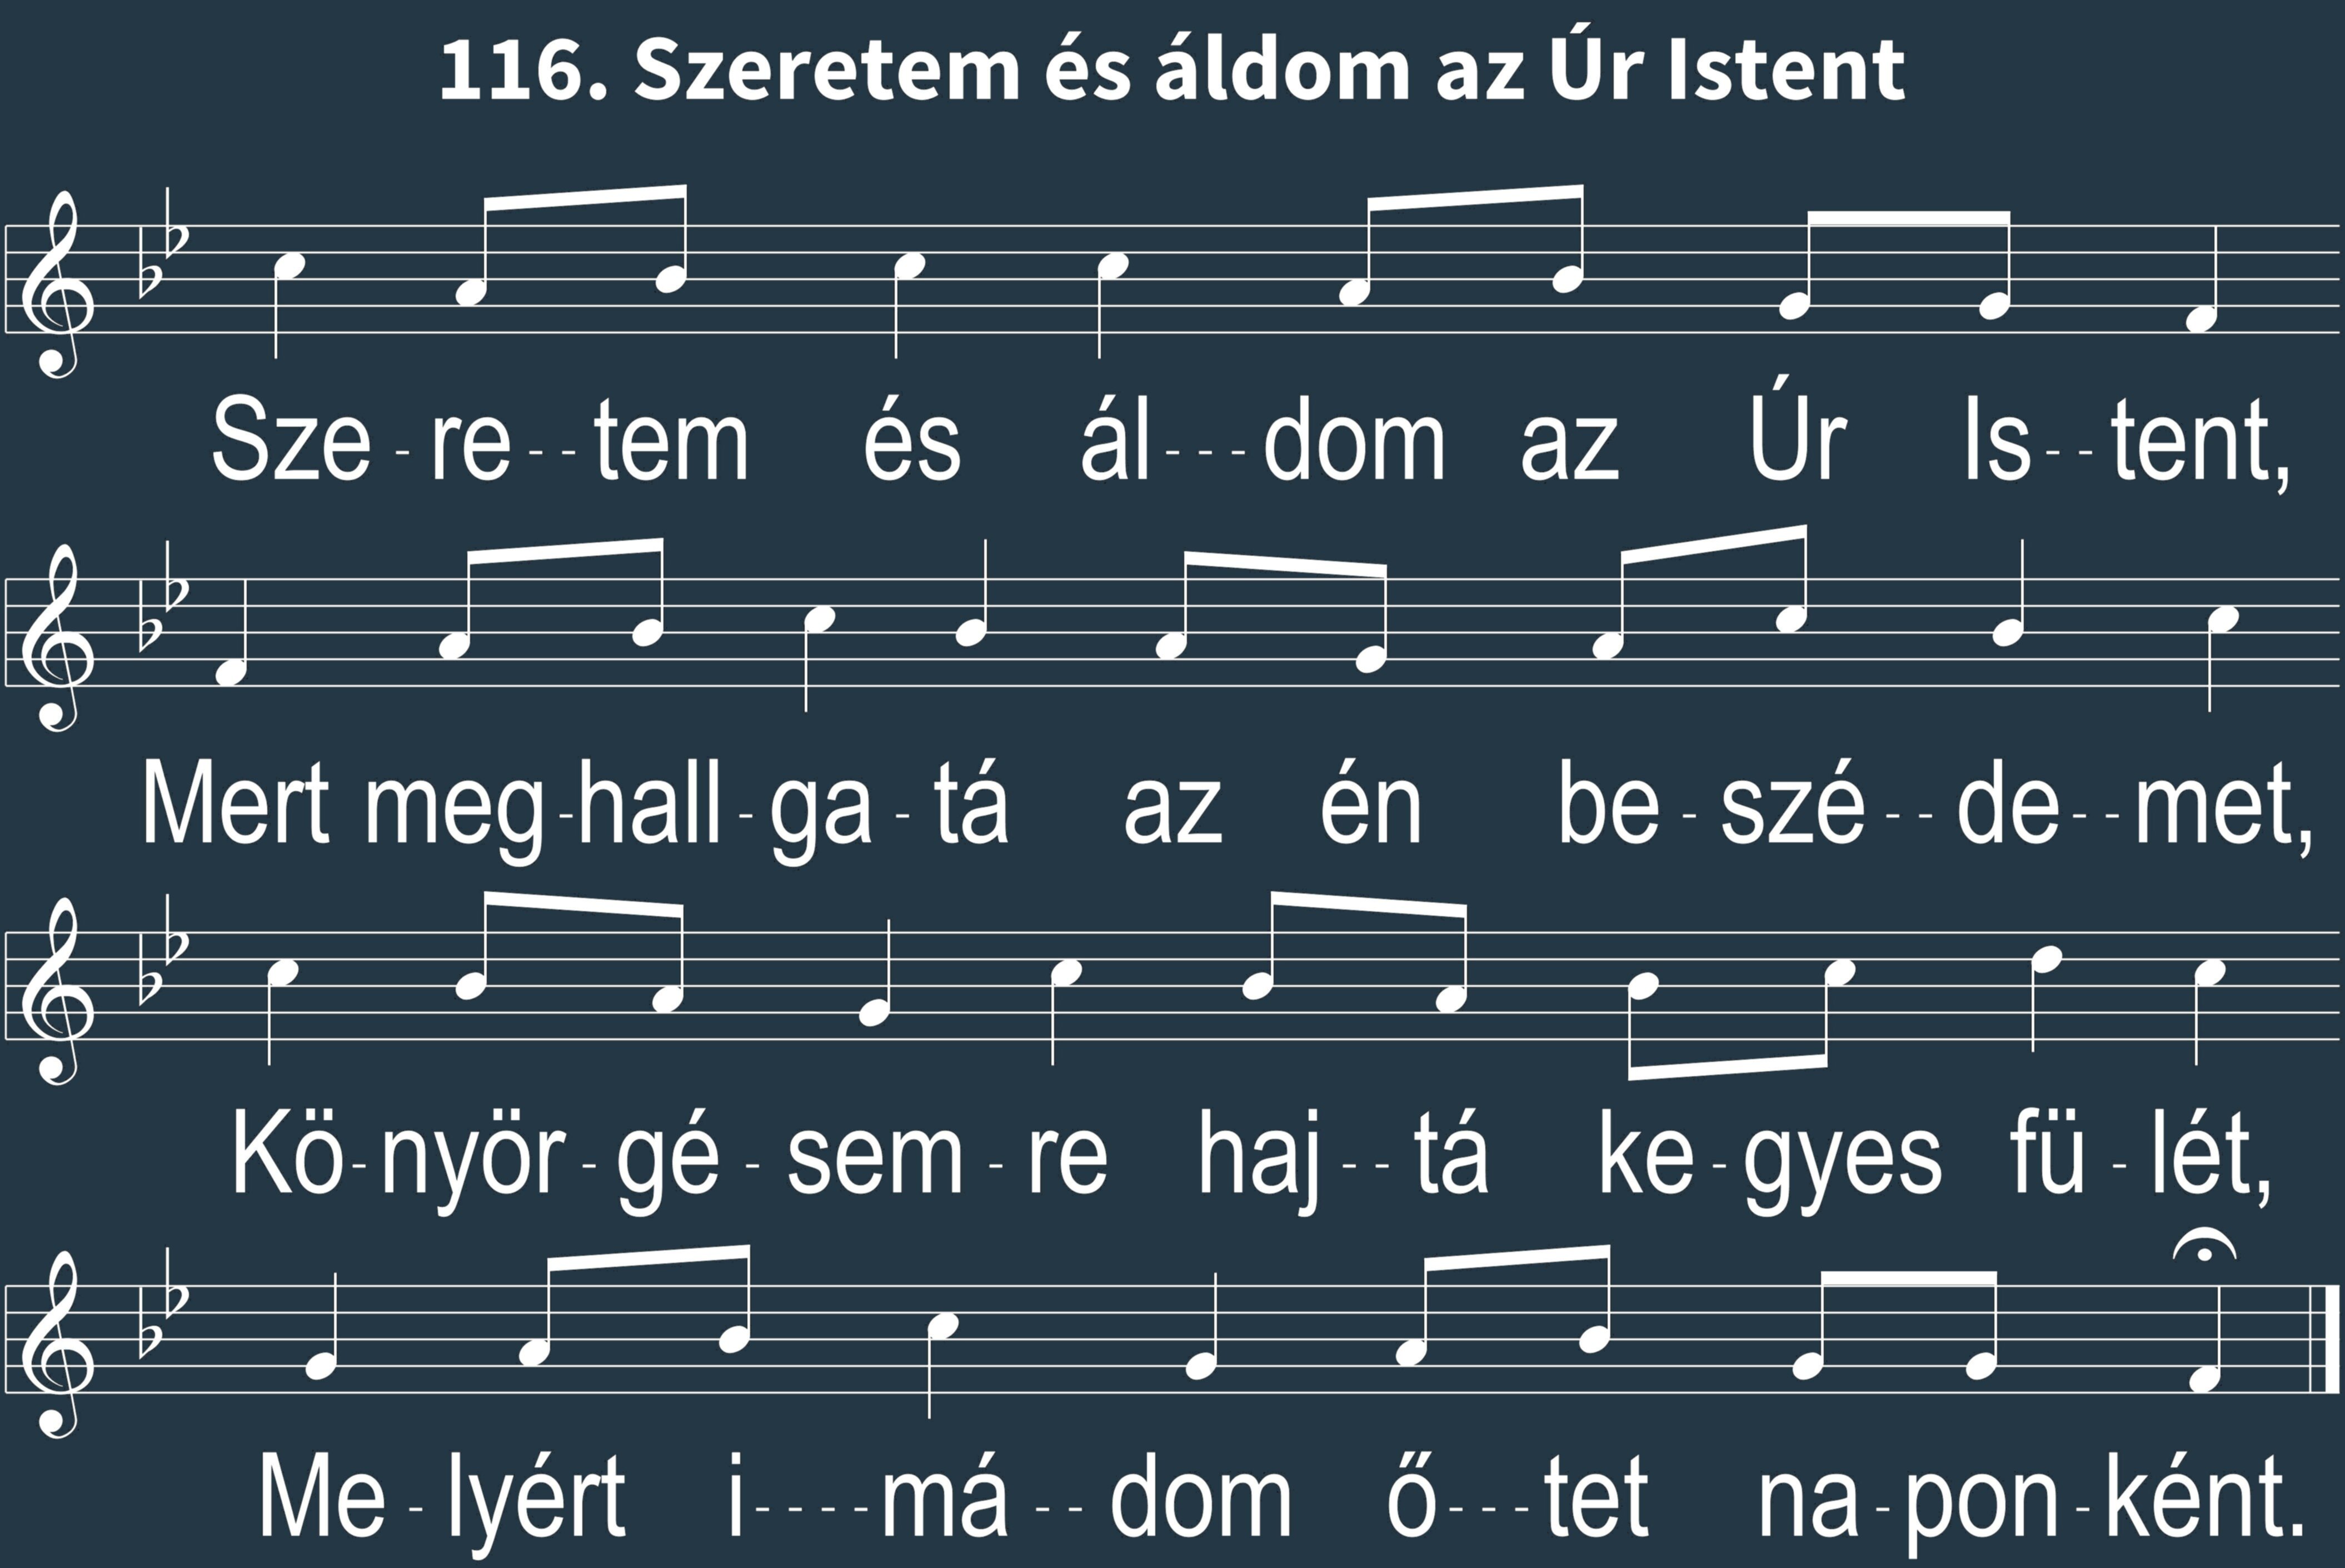 116. Szeretem és áldom az Úr Istent
Sze - re - - tem és ál - - - dom az Úr Is - - tent,
Mert meg - hall - ga - tá az én be - szé - - de - - met,
Kö - nyör - gé - sem - re haj - - tá ke - gyes fü - lét,
Me - lyért i - - - - má - - dom ő - - - tet na - pon - ként.